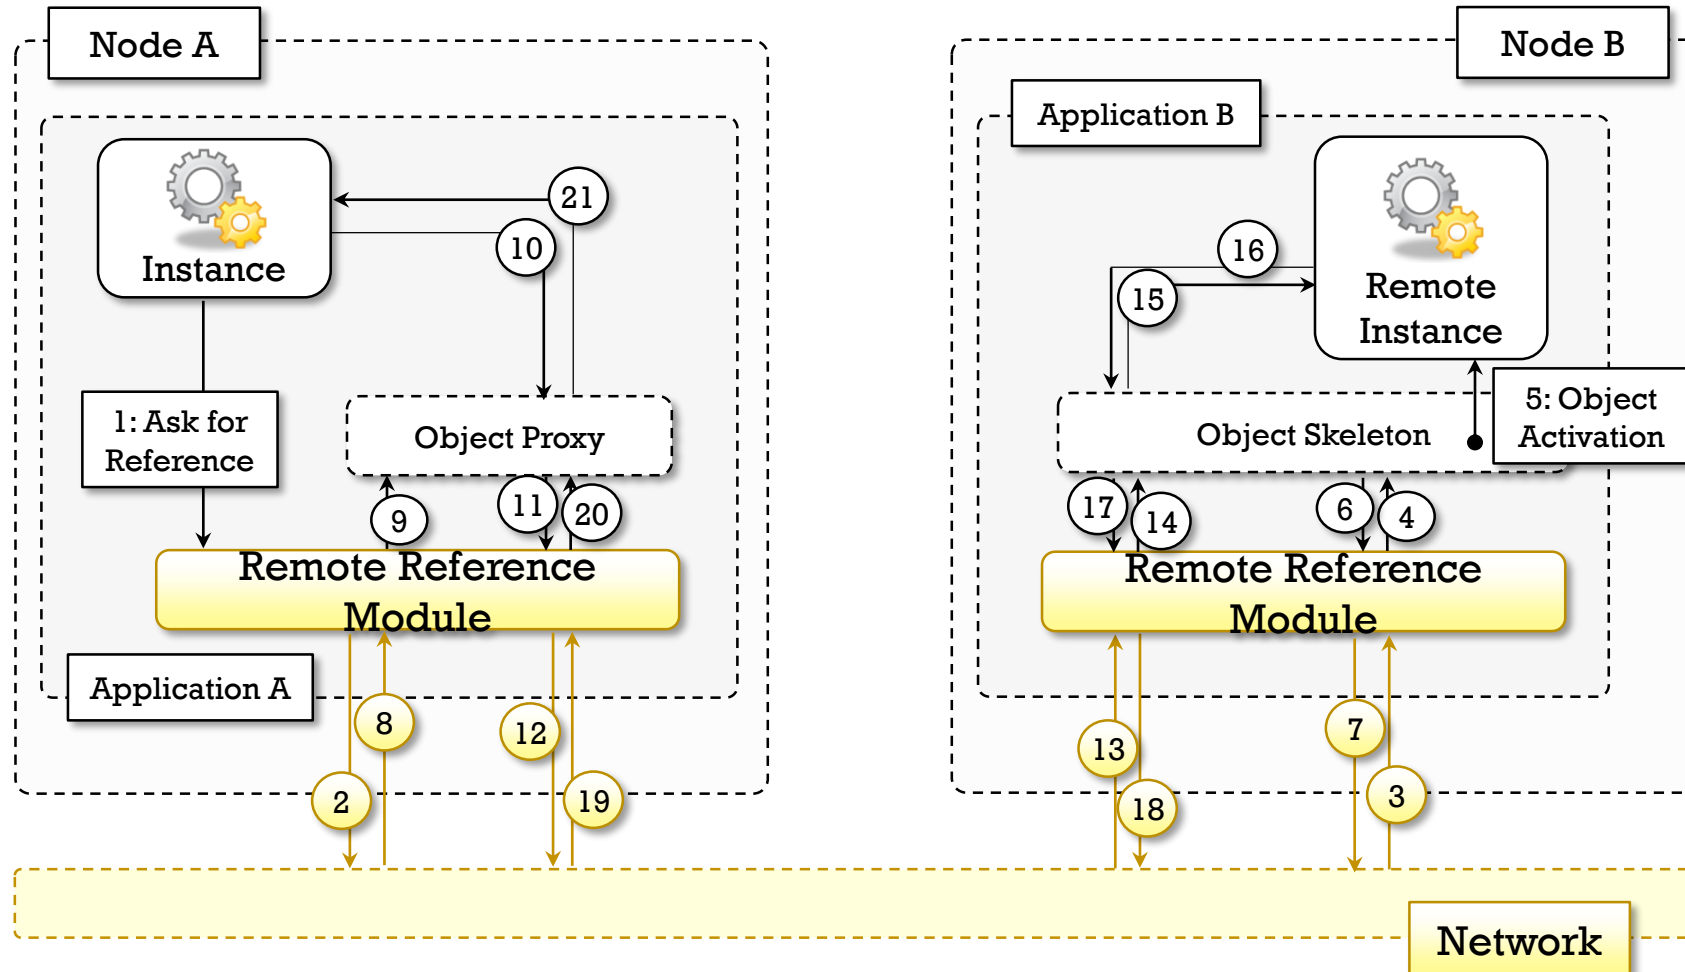 Node A
Node B
Application B
Instance
21
10
16
15
Remote
Instance
1: Ask for
Reference
Object Proxy
Object Skeleton
5: Object
Activation
9
11
20
17
14
6
4
Remote Reference
Module
Remote Reference
Module
Application A
8
12
13
7
2
19
18
3
Network